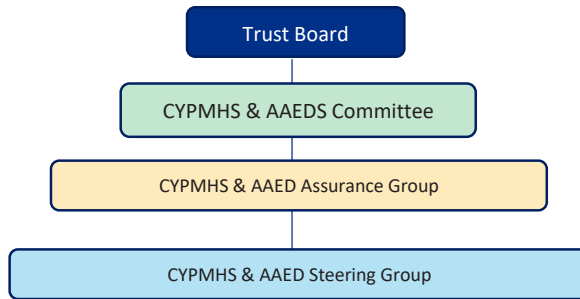 Trust Board
CYPMHS & AAEDS Committee
CYPMHS & AAED Assurance Group
CYPMHS & AAED Steering Group